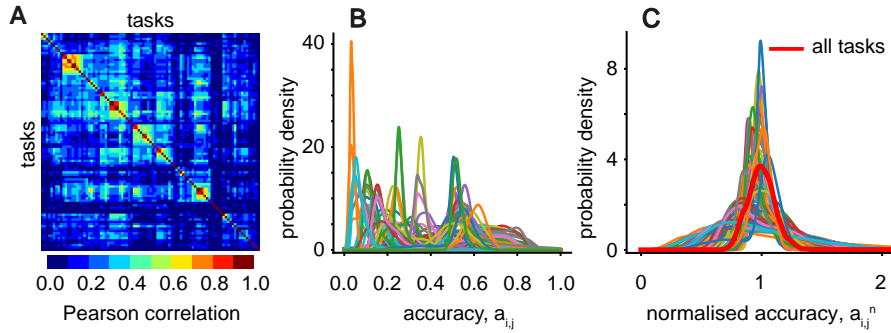 A
tasks
tasks
0.0 0.2 0.4 0.6 0.8 1.0
Pearson correlation
B
40
20
0
probability density
0.0 0.2 0.4 0.6 0.8 1.0
accuracy, a_{i,j}
C
all tasks
8
4
0
probability density
0 1 2
normalised accuracy, a_{i,j}^n